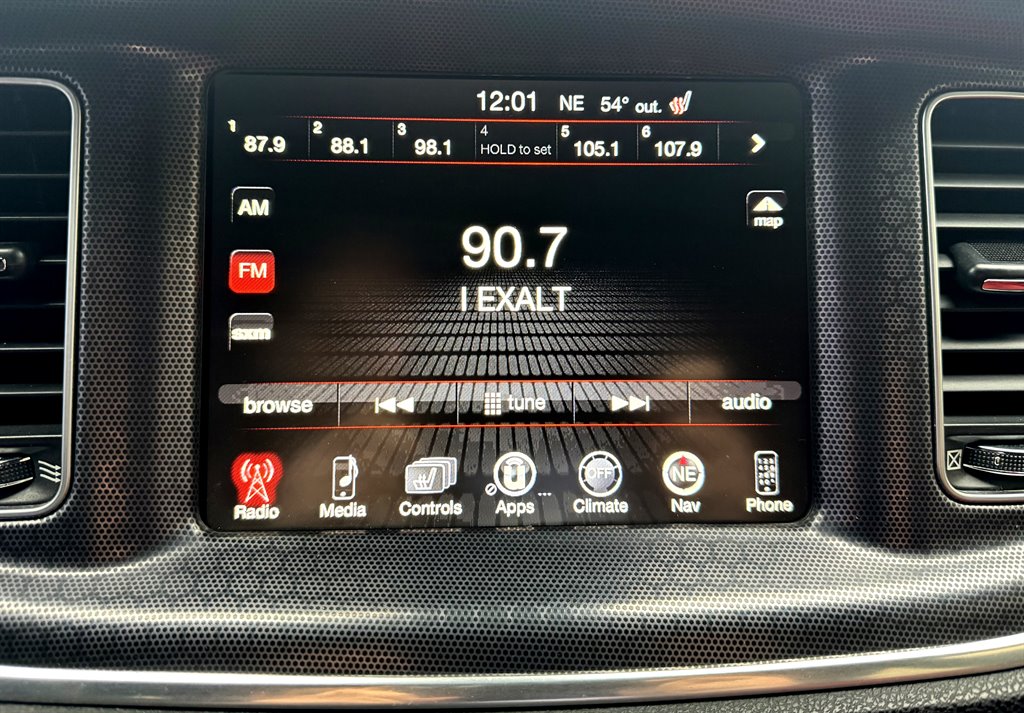 12:01 NE 54° out.
1 87.9 2 88.1 3 98.1 4 HOLD to set 5 105.1 6 107.9
AM
map
90.7
FM
I EXALT
sxm
browse tune audio
OFF NE
Radio Media Controls Apps ... Climate Nav Phone